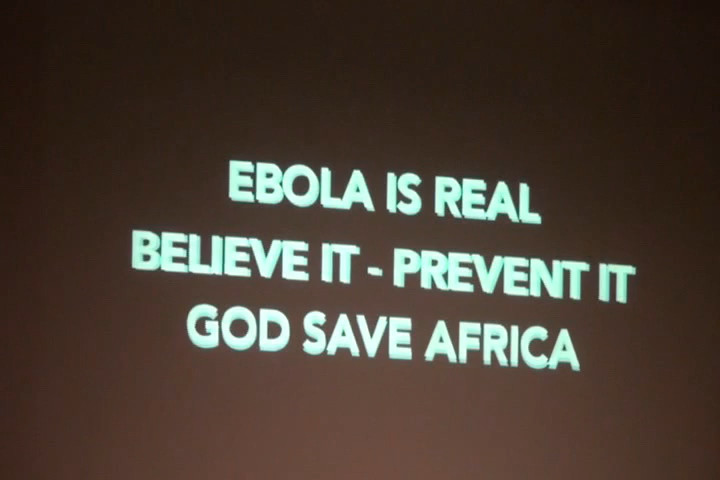 EBOLA IS REAL
BELIEVE IT - PREVENT IT
GOD SAVE AFRICA